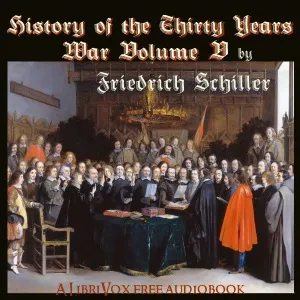 History of the Thirty Years
War Volume V by
Friedrich Schiller
A LIBRIVOX FREE AUDIOBOOK